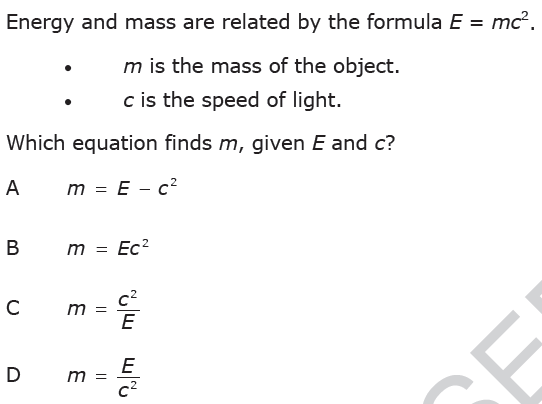 Energy and mass are related by the formula E = mc².
• m is the mass of the object.
• c is the speed of light.
Which equation finds m, given E and c?
A m = E – c²
B m = Ec²
C m = c²/E
D m = E/c²